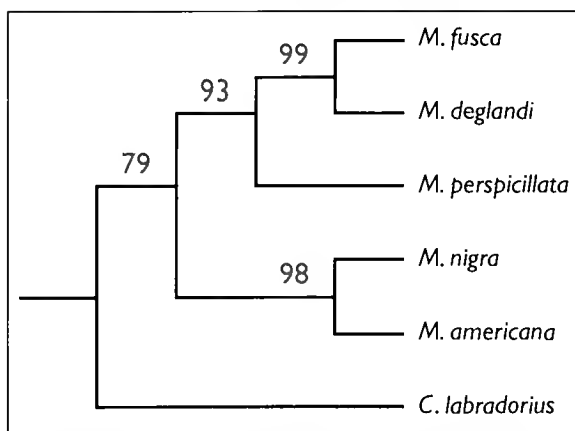 99
M. fusca
93
M. deglandi
79
M. perspicillata
98
M. nigra
M. americana
C. labradorius